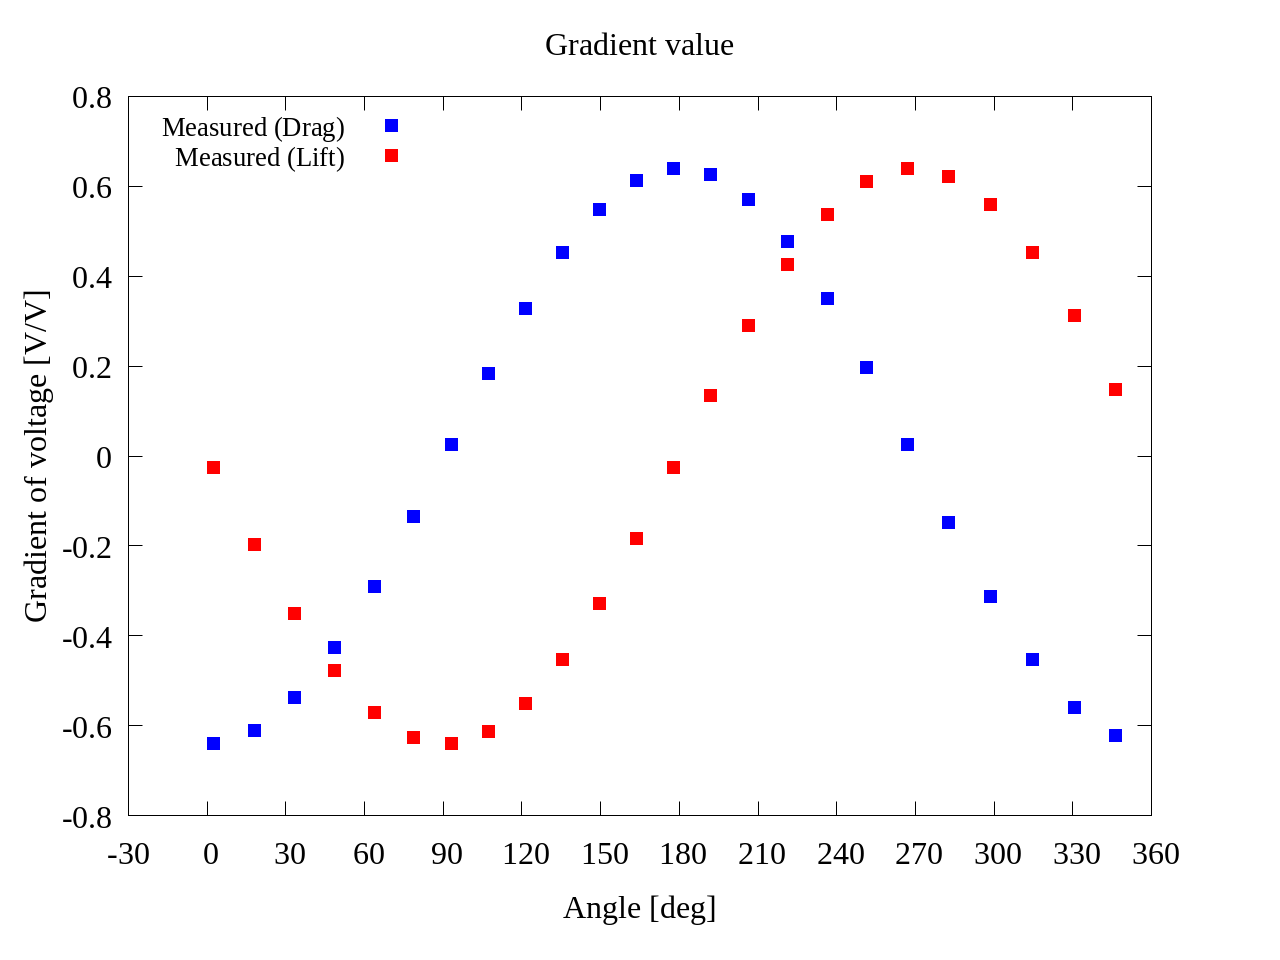 Gradient value
0.8
Measured (Drag)
Measured (Lift)
0.6
0.4
0.2
0
-0.2
-0.4
-0.6
-0.8
Gradient of voltage [V/V]
-30 0 30 60 90 120 150 180 210 240 270 300 330 360
Angle [deg]